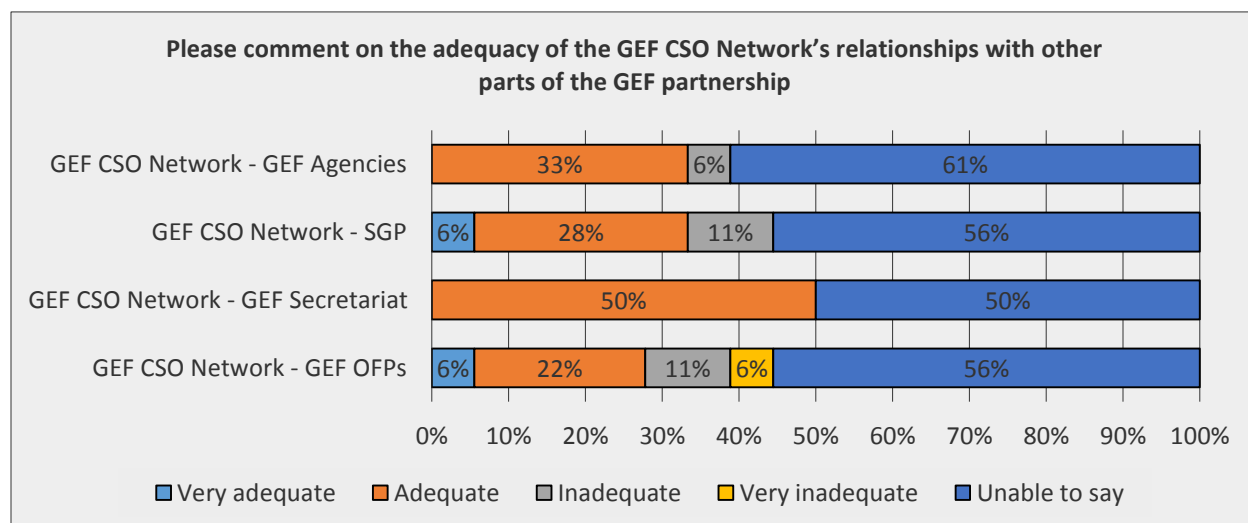 Please comment on the adequacy of the GEF CSO Network’s relationships with other
parts of the GEF partnership
GEF CSO Network - GEF Agencies 33% 6% 61%
GEF CSO Network - SGP 6% 28% 11% 56%
GEF CSO Network - GEF Secretariat 50% 50%
GEF CSO Network - GEF OFPs 6% 22% 11% 6% 56%
0% 10% 20% 30% 40% 50% 60% 70% 80% 90% 100%
Very adequate Adequate Inadequate Very inadequate Unable to say